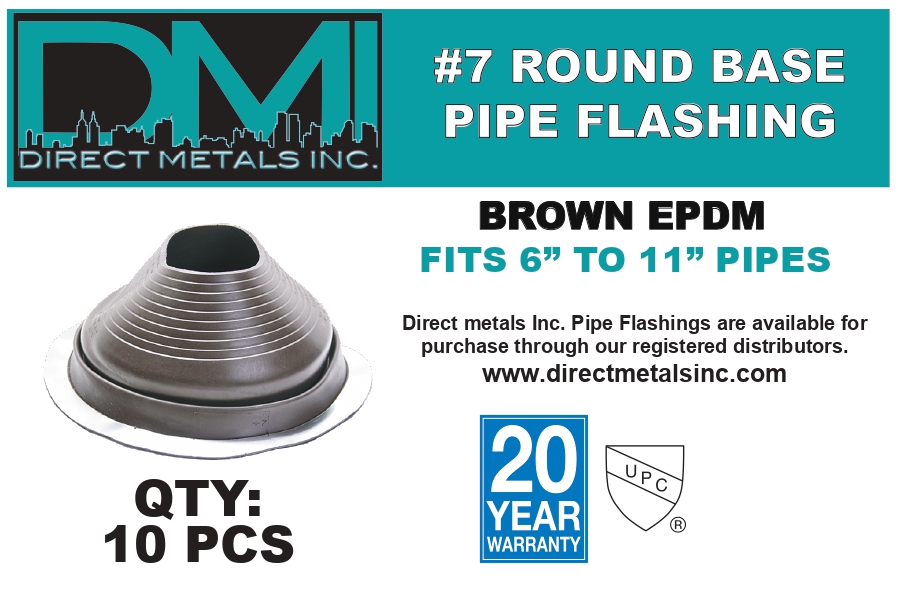 DMI
DIRECT METALS INC.
#7 ROUND BASE
PIPE FLASHING
BROWN EPDM
FITS 6” TO 11” PIPES
Direct metals Inc. Pipe Flashings are available for
purchase through our registered distributors.
www.directmetalsinc.com
QTY:
10 PCS
20
YEAR
WARRANTY
UPC
®